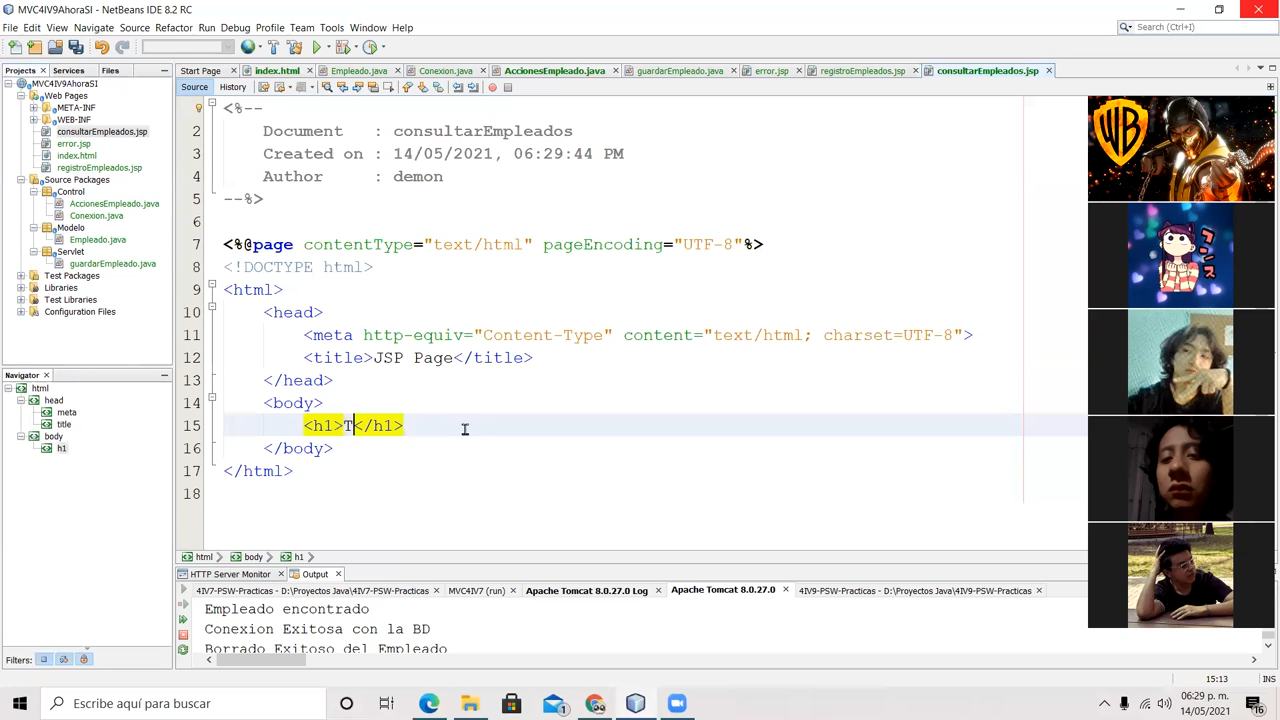 MVC4IV9AhoraSI - NetBeans IDE 8.2 RC
File Edit View Navigate Source Refactor Run Debug Profile Team Tools Window Help
Search (Ctrl+I)
Projects Services Files
Start Page index.html Empleado.java Conexion.java AccionesEmpleado.java guardarEmpleado.java error.jsp registroEmpleados.jsp consultarEmpleados.jsp
Source History
MVC4IV9AhoraSI
Web Pages
META-INF
WEB-INF
consultarEmpleados.jsp
error.jsp
index.html
registroEmpleados.jsp
Source Packages
Control
AccionesEmpleado.java
Conexion.java
Modelo
Empleado.java
Servlet
guardarEmpleado.java
Test Packages
Libraries
Test Libraries
Configuration Files
Navigator
html
head
meta
title
body
h1
Filters:
<%--
2 Document : consultarEmpleados
3 Created on : 14/05/2021, 06:29:44 PM
4 Author : demon
5 --%>
6
7 <%@page contentType="text/html" pageEncoding="UTF-8"%>
8 <!DOCTYPE html>
9 <html>
10 <head>
11 <meta http-equiv="Content-Type" content="text/html; charset=UTF-8">
12 <title>JSP Page</title>
13 </head>
14 <body>
15 <h1>T</h1>
16 </body>
17 </html>
18
WB
クンス
html body h1
HTTP Server Monitor Output
4IV7-PSW-Practicas - D:\Proyectos Java\4IV7-PSW-Practicas MVC4IV7 (run) Apache Tomcat 8.0.27.0 Log Apache Tomcat 8.0.27.0 4IV9-PSW-Practicas - D:\Proyectos Java\4IV9-PSW-Practicas
Empleado encontrado
Conexion Exitosa con la BD
Borrado Exitoso del Empleado
15:13 INS
Escribe aquí para buscar
1
06:29 p. m.
14/05/2021
16